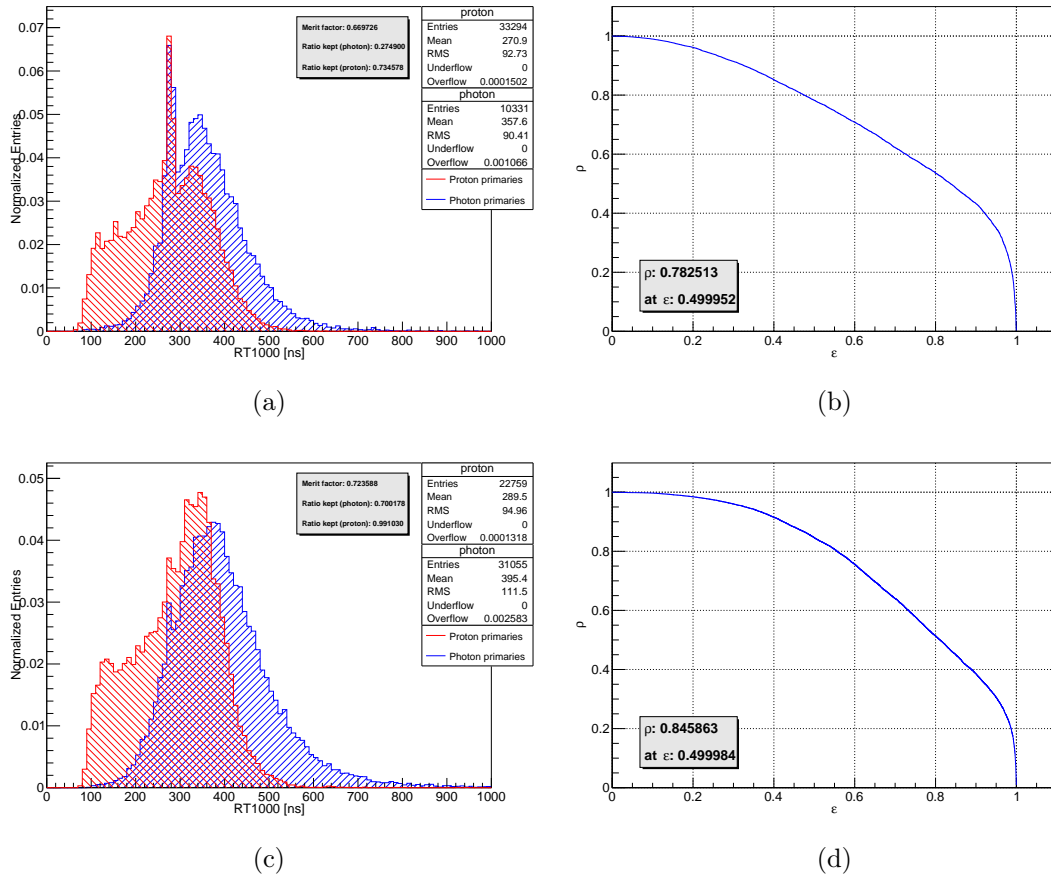 Merit factor: 0.669726
Ratio kept (photon): 0.274900
Ratio kept (proton): 0.734578
proton
Entries 33294
Mean 270.9
RMS 92.73
Underflow 0
Overflow 0.0001502
photon
Entries 10331
Mean 357.6
RMS 90.41
Underflow 0
Overflow 0.001066
Proton primaries
Photon primaries
Normalized Entries
0.07
0.06
0.05
0.04
0.03
0.02
0.01
0
0 100 200 300 400 500 600 700 800 900 1000
RT1000 [ns]
(a)
ρ
1
0.8
0.6
0.4
0.2
0
ρ: 0.782513
at ε: 0.499952
0 0.2 0.4 0.6 0.8 1
ε
(b)
Merit factor: 0.723588
Ratio kept (photon): 0.700178
Ratio kept (proton): 0.991030
proton
Entries 22759
Mean 289.5
RMS 94.96
Underflow 0
Overflow 0.0001318
photon
Entries 31055
Mean 395.4
RMS 111.5
Underflow 0
Overflow 0.002583
Proton primaries
Photon primaries
Normalized Entries
0.05
0.04
0.03
0.02
0.01
0
0 100 200 300 400 500 600 700 800 900 1000
RT1000 [ns]
(c)
ρ
1
0.8
0.6
0.4
0.2
0
ρ: 0.845863
at ε: 0.499984
0 0.2 0.4 0.6 0.8 1
ε
(d)